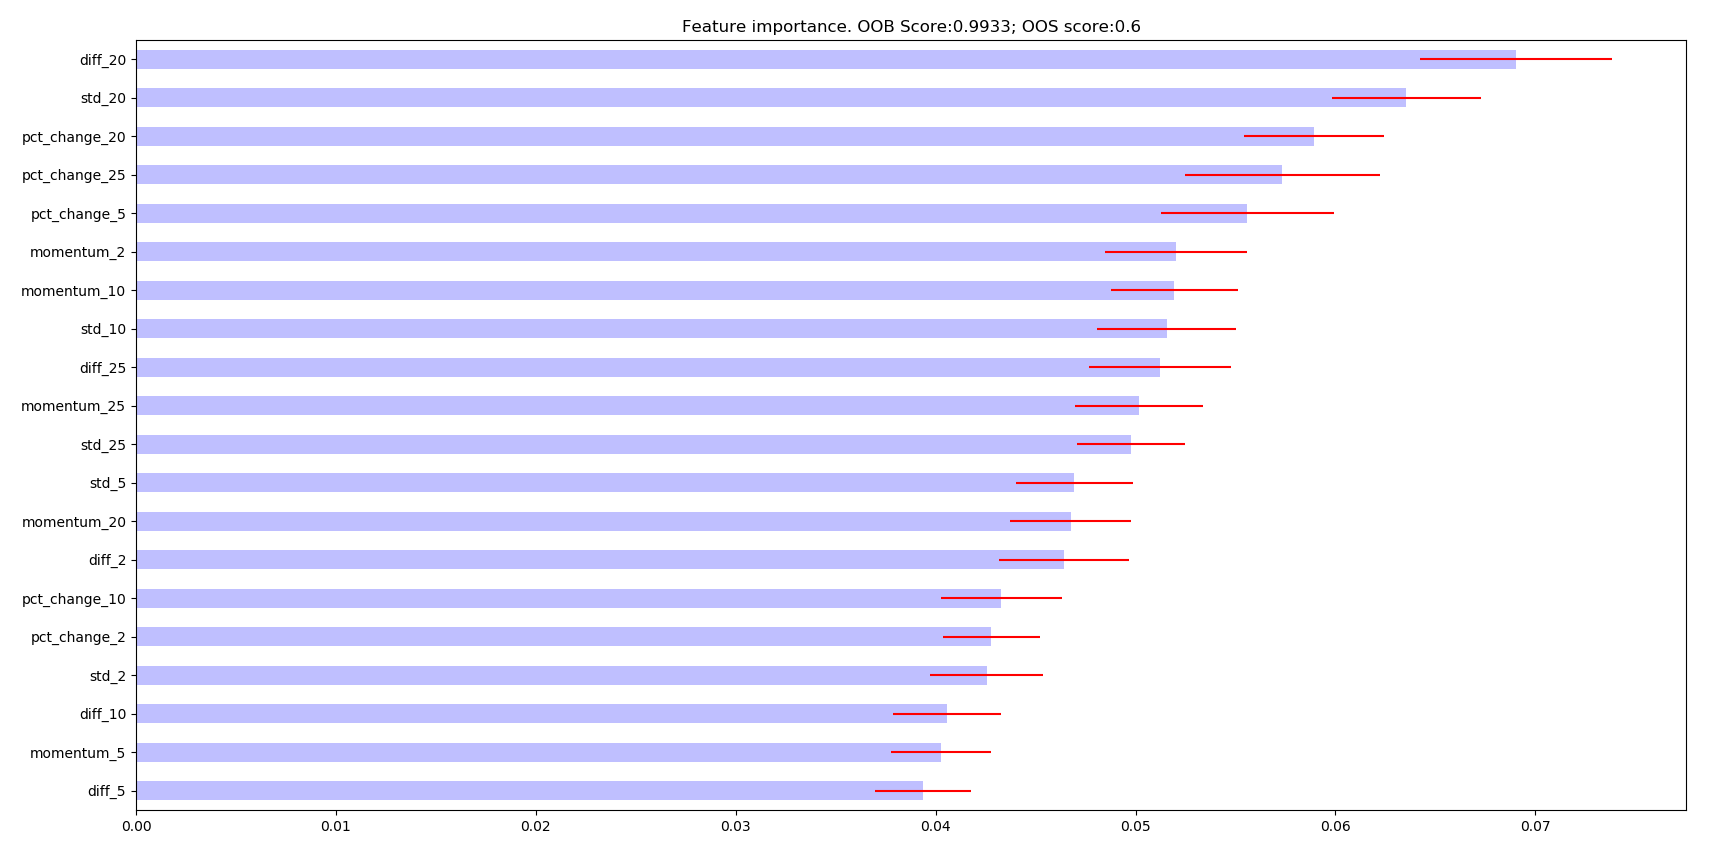 Feature importance. OOB Score:0.9933; OOS score:0.6
diff_20
std_20
pct_change_20
pct_change_25
pct_change_5
momentum_2
momentum_10
std_10
diff_25
momentum_25
std_25
std_5
momentum_20
diff_2
pct_change_10
pct_change_2
std_2
diff_10
momentum_5
diff_5
0.00 0.01 0.02 0.03 0.04 0.05 0.06 0.07